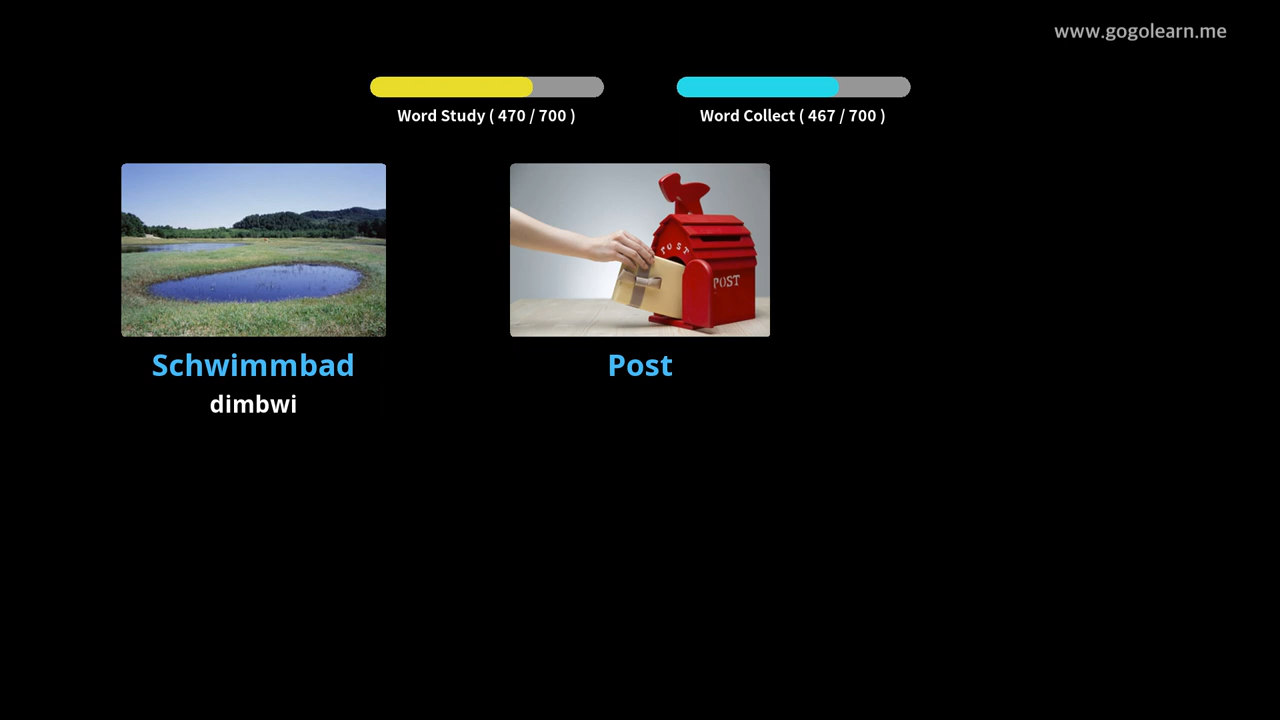 www.gogolearn.me
Word Study ( 470 / 700 )
Word Collect ( 467 / 700 )
POST
POST
Schwimmbad
Post
dimbwi